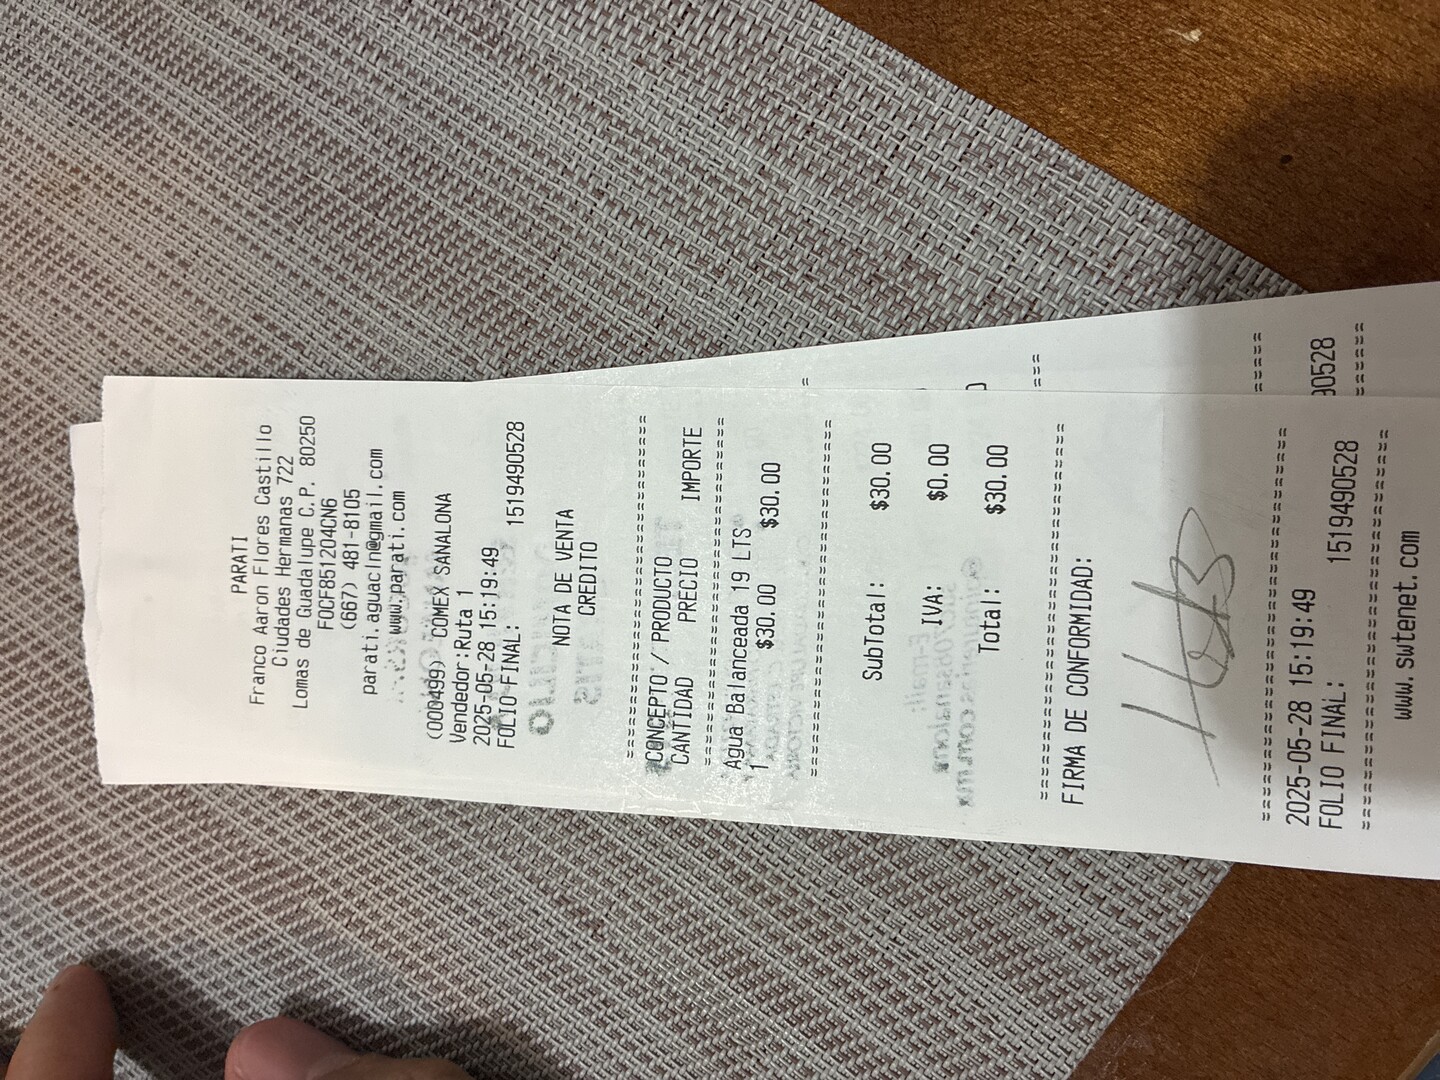 PARATI
Franco Aaron Flores Castillo
Ciudades Hermanas 722
Lomas de Guadalupe C.P. 80250
FOCF851204CN6
(667) 481-8105
parati.aguacln@gmail.com
www.parati.com
(000499) COMEX SANALONA
Vendedor:Ruta 1
2025-05-28 15:19:49
FOLIO FINAL: 1519490528
NOTA DE VENTA
CREDITO
==============================
CONCEPTO / PRODUCTO
CANTIDAD PRECIO IMPORTE
==============================
Agua Balanceada 19 LTS
1 $30.00 $30.00
==============================
SubTotal: $30.00
IVA: $0.00
Total: $30.00
==============================
FIRMA DE CONFORMIDAD:
==============================
2025-05-28 15:19:49
FOLIO FINAL: 1519490528
==============================
www.swtenet.com